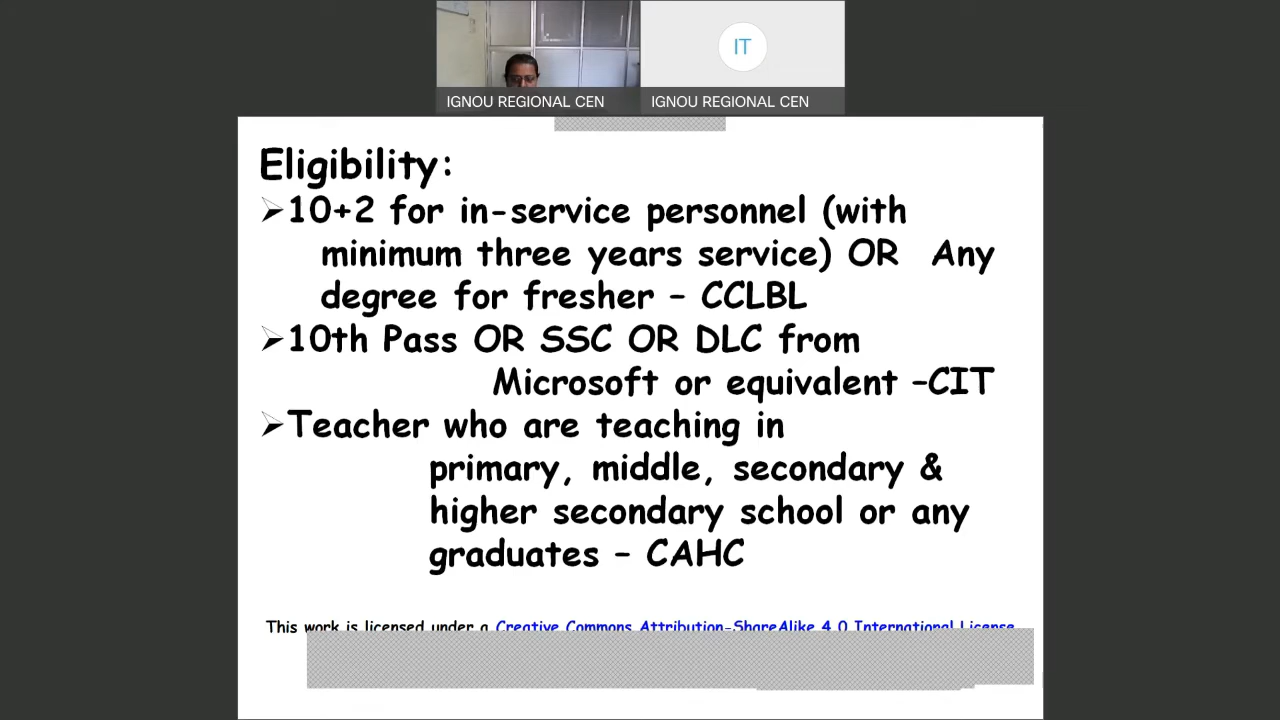 IT
IGNOU REGIONAL CEN
IGNOU REGIONAL CEN
Eligibility:
➢10+2 for in-service personnel (with
minimum three years service) OR Any
degree for fresher – CCLBL
➢10th Pass OR SSC OR DLC from
Microsoft or equivalent –CIT
➢Teacher who are teaching in
primary, middle, secondary &
higher secondary school or any
graduates – CAHC
This work is licensed under a Creative Commons Attribution-ShareAlike 4.0 International License